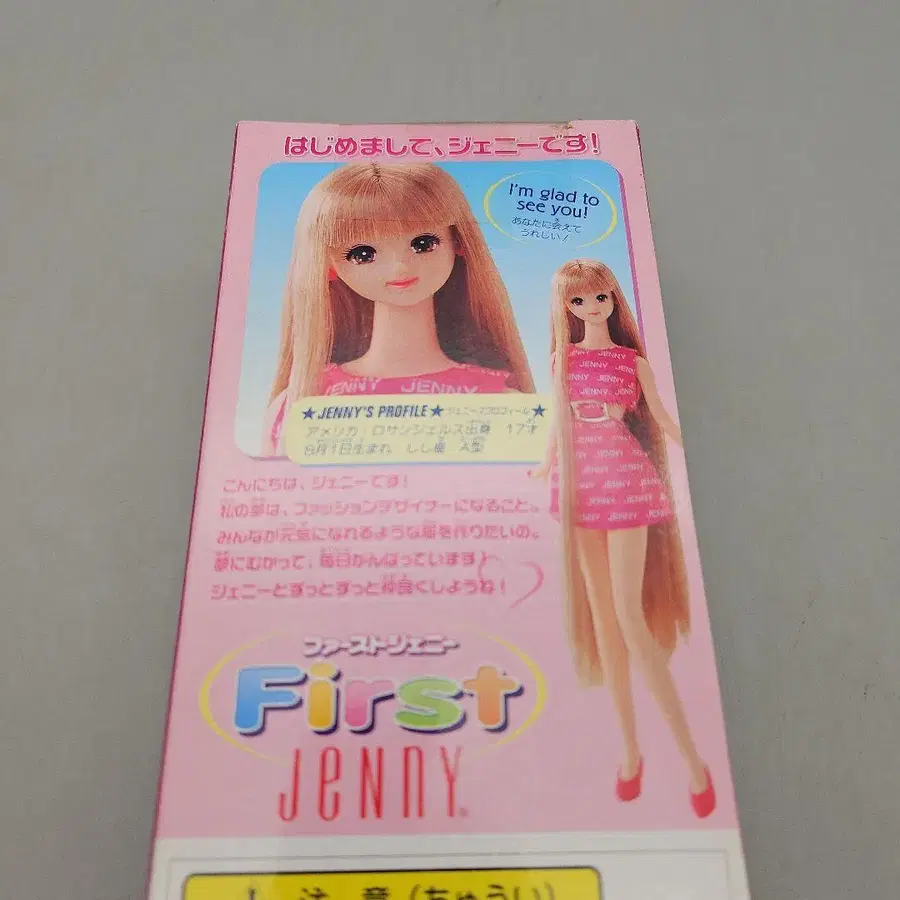 はじめまして、ジェニーです!
I'm glad to
see you!
あなたに会えて
うれしい!
JENNY JENNY
★JENNY'S PROFILE★ジェニーズプロフィール★
アメリカ・ロサンジェルス出身 17才
8月1日生まれ しし座 A型
こんにちは、ジェニーです!
私の夢は、ファッションデザイナーになること。
みんなが元気になれるような服を作りたいの。
夢にむかって、毎日がんばっています!
ジェニーとずっとずっと仲良くしようね!
ファーストジェニー
First
JENNY
注意(ちゅうい)